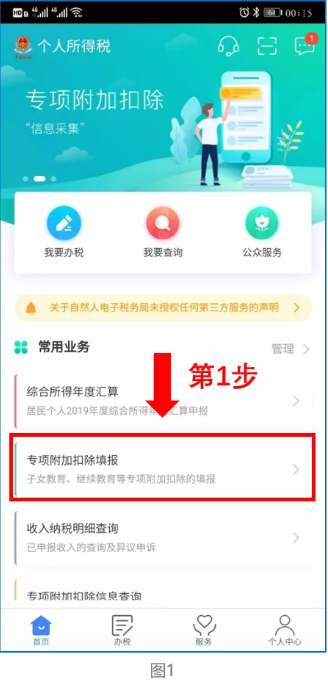 HD 4G 4G 00:15
个人所得税
1
专项附加扣除
“信息采集”
我要办税 我要查询 公众服务
关于自然人电子税务局未授权任何第三方服务的声明
常用业务 管理
第1步
综合所得年度汇算
居民个人2019年度综合所得年 汇算申报
专项附加扣除填报
子女教育、继续教育等专项附加扣除的填报
收入纳税明细查询
已申报收入的查询及异议申诉
专项附加扣除信息查询
首页 办税 服务 个人中心
图1